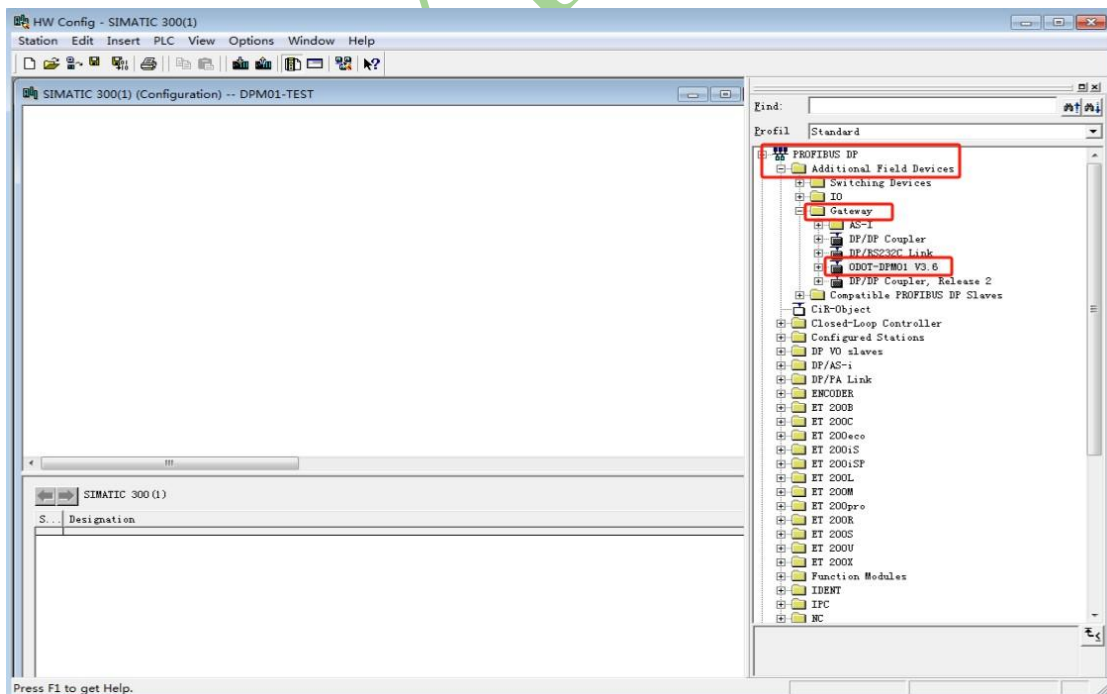 HW Config - SIMATIC 300(1)
Station Edit Insert PLC View Options Window Help
SIMATIC 300(1) (Configuration) -- DPM01-TEST
Find:
Profil Standard
PROFIBUS DP
Additional Field Devices
Switching Devices
IO
Gateway
AS-I
DP/DP Coupler
DP/RS232C Link
ODOT-DPM01 V3.6
DP/DP Coupler, Release 2
Compatible PROFIBUS DP Slaves
CiR-Object
Closed-Loop Controller
Configured Stations
DP V0 slaves
DP/AS-i
DP/PA Link
ENCODER
ET 200B
ET 200C
ET 200eco
ET 200iS
ET 200iSP
ET 200L
ET 200M
ET 200pro
ET 200R
ET 200S
ET 200U
ET 200X
Function Modules
IDENT
IPC
NC
SIMATIC 300(1)
S... Designation
Press F1 to get Help.